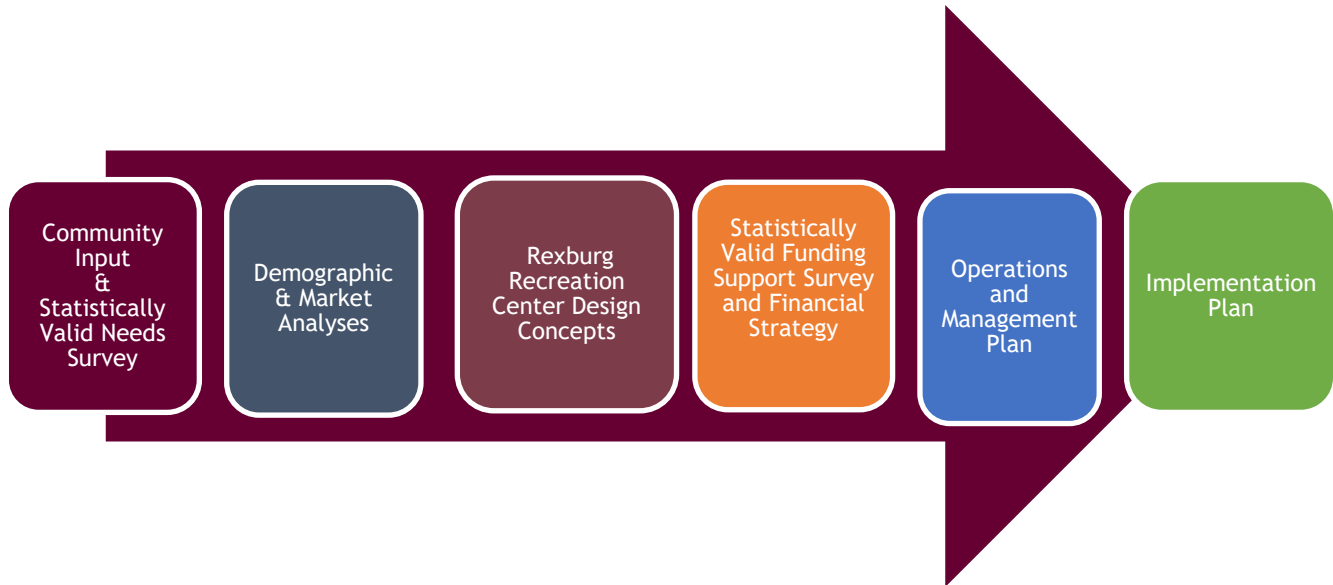 Community
Input
&
Statistically
Valid Needs
Survey
Demographic
& Market
Analyses
Rexburg
Recreation
Center Design
Concepts
Statistically
Valid Funding
Support Survey
and Financial
Strategy
Operations
and
Management
Plan
Implementation
Plan